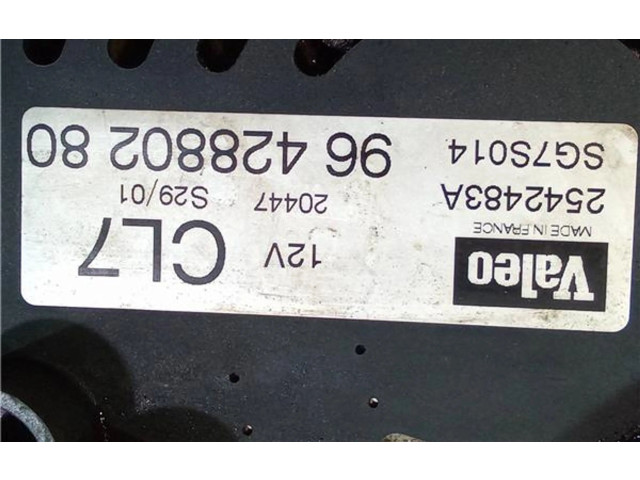 Valeo
MADE IN FRANCE
12V
CL7
2542483A
20447
S29/01
SG7S014
96 428802 80